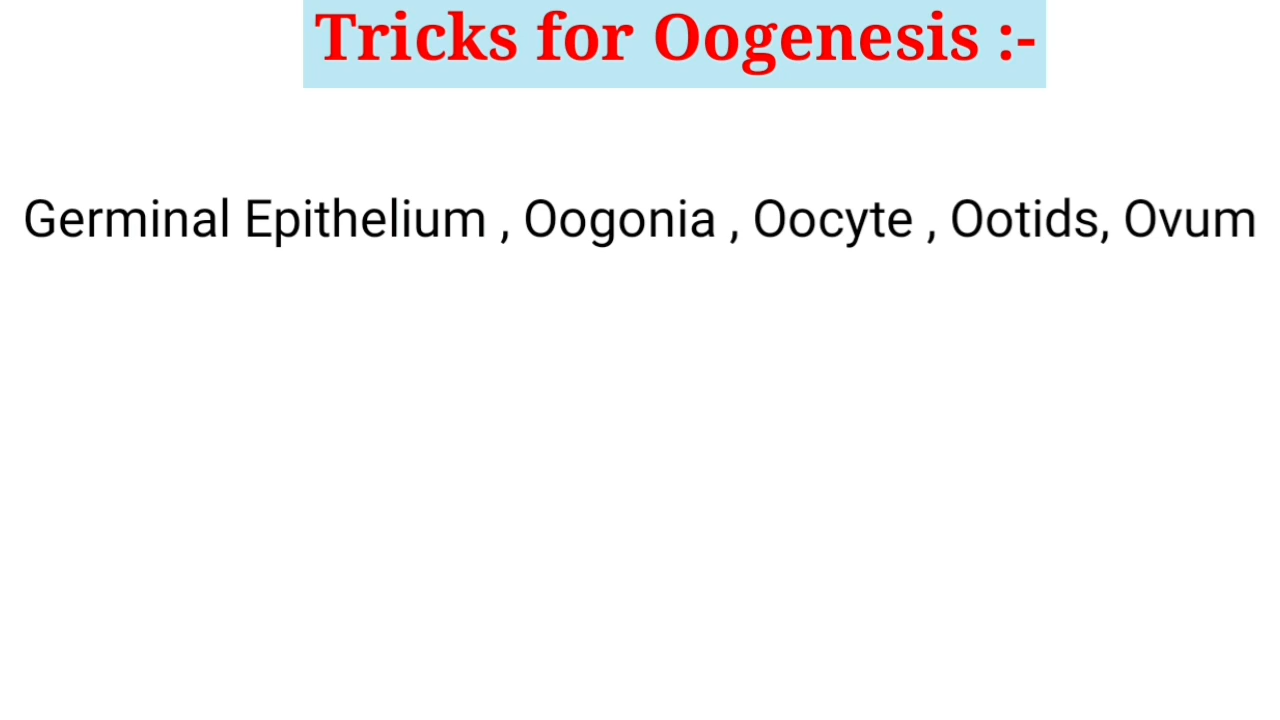 Tricks for Oogenesis :-
Germinal Epithelium , Oogonia , Oocyte , Ootids, Ovum